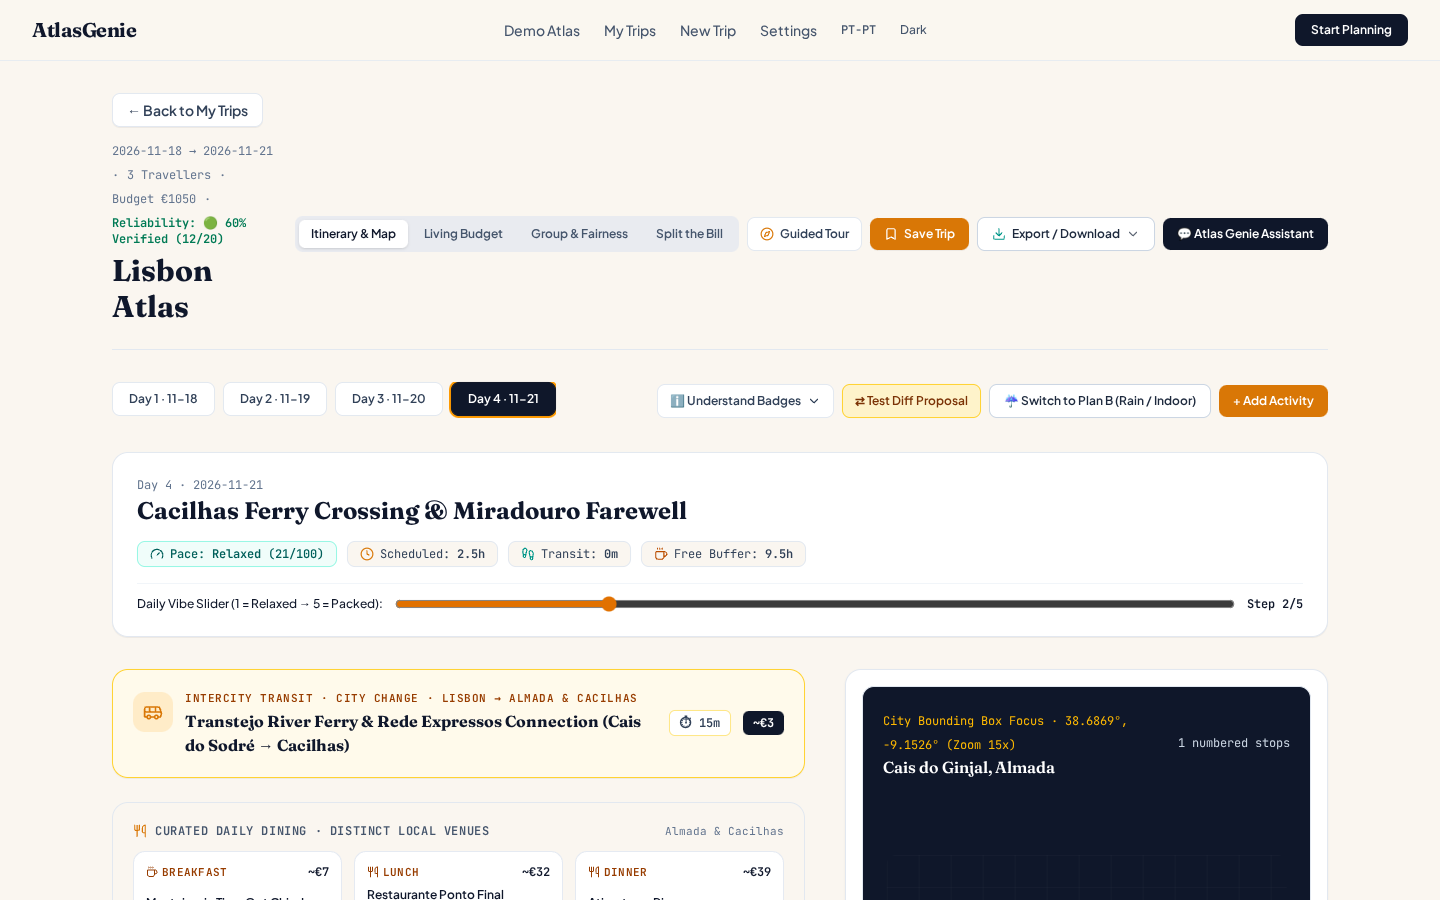 AtlasGenie
Demo Atlas
My Trips
New Trip
Settings
PT-PT
Dark
Start Planning
← Back to My Trips
2026-11-18 → 2026-11-21
· 3 Travellers ·
Budget €1050 ·
Reliability: 🟢 60%
Verified (12/20)
Lisbon
Atlas
Itinerary & Map
Living Budget
Group & Fairness
Split the Bill
Guided Tour
Save Trip
Export / Download
💬 Atlas Genie Assistant
Day 1 · 11-18
Day 2 · 11-19
Day 3 · 11-20
Day 4 · 11-21
ℹ️ Understand Badges
⇄ Test Diff Proposal
☔ Switch to Plan B (Rain / Indoor)
+ Add Activity
Day 4 · 2026-11-21
Cacilhas Ferry Crossing & Miradouro Farewell
Pace: Relaxed (21/100)
Scheduled: 2.5h
Transit: 0m
Free Buffer: 9.5h
Daily Vibe Slider (1 = Relaxed → 5 = Packed):
Step 2/5
INTERCITY TRANSIT · CITY CHANGE · LISBON → ALMADA & CACILHAS
Transtejo River Ferry & Rede Expressos Connection (Cais
do Sodré → Cacilhas)
⏱ 15m
~€3
City Bounding Box Focus · 38.6869°,
-9.1526° (Zoom 15x)
1 numbered stops
Cais do Ginjal, Almada
CURATED DAILY DINING · DISTINCT LOCAL VENUES
Almada & Cacilhas
BREAKFAST
~€7
LUNCH
~€32
Restaurante Ponto Final
DINNER
~€39